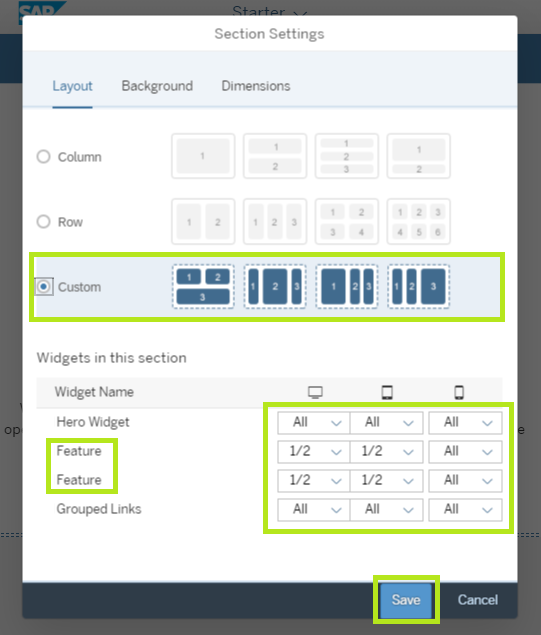 SAP
Starter
Section Settings
Layout Background Dimensions
Column 1 1 2 1 2 3 1 2
Row 1 2 1 2 3 1 2 3 4 1 2 3 4 5 6
Custom 1 2 3 1 2 3 1 2 3 1 2 3
Widgets in this section
Widget Name
Hero Widget All All All
Feature 1/2 1/2 All
Feature 1/2 1/2 All
Grouped Links All All All
Save Cancel